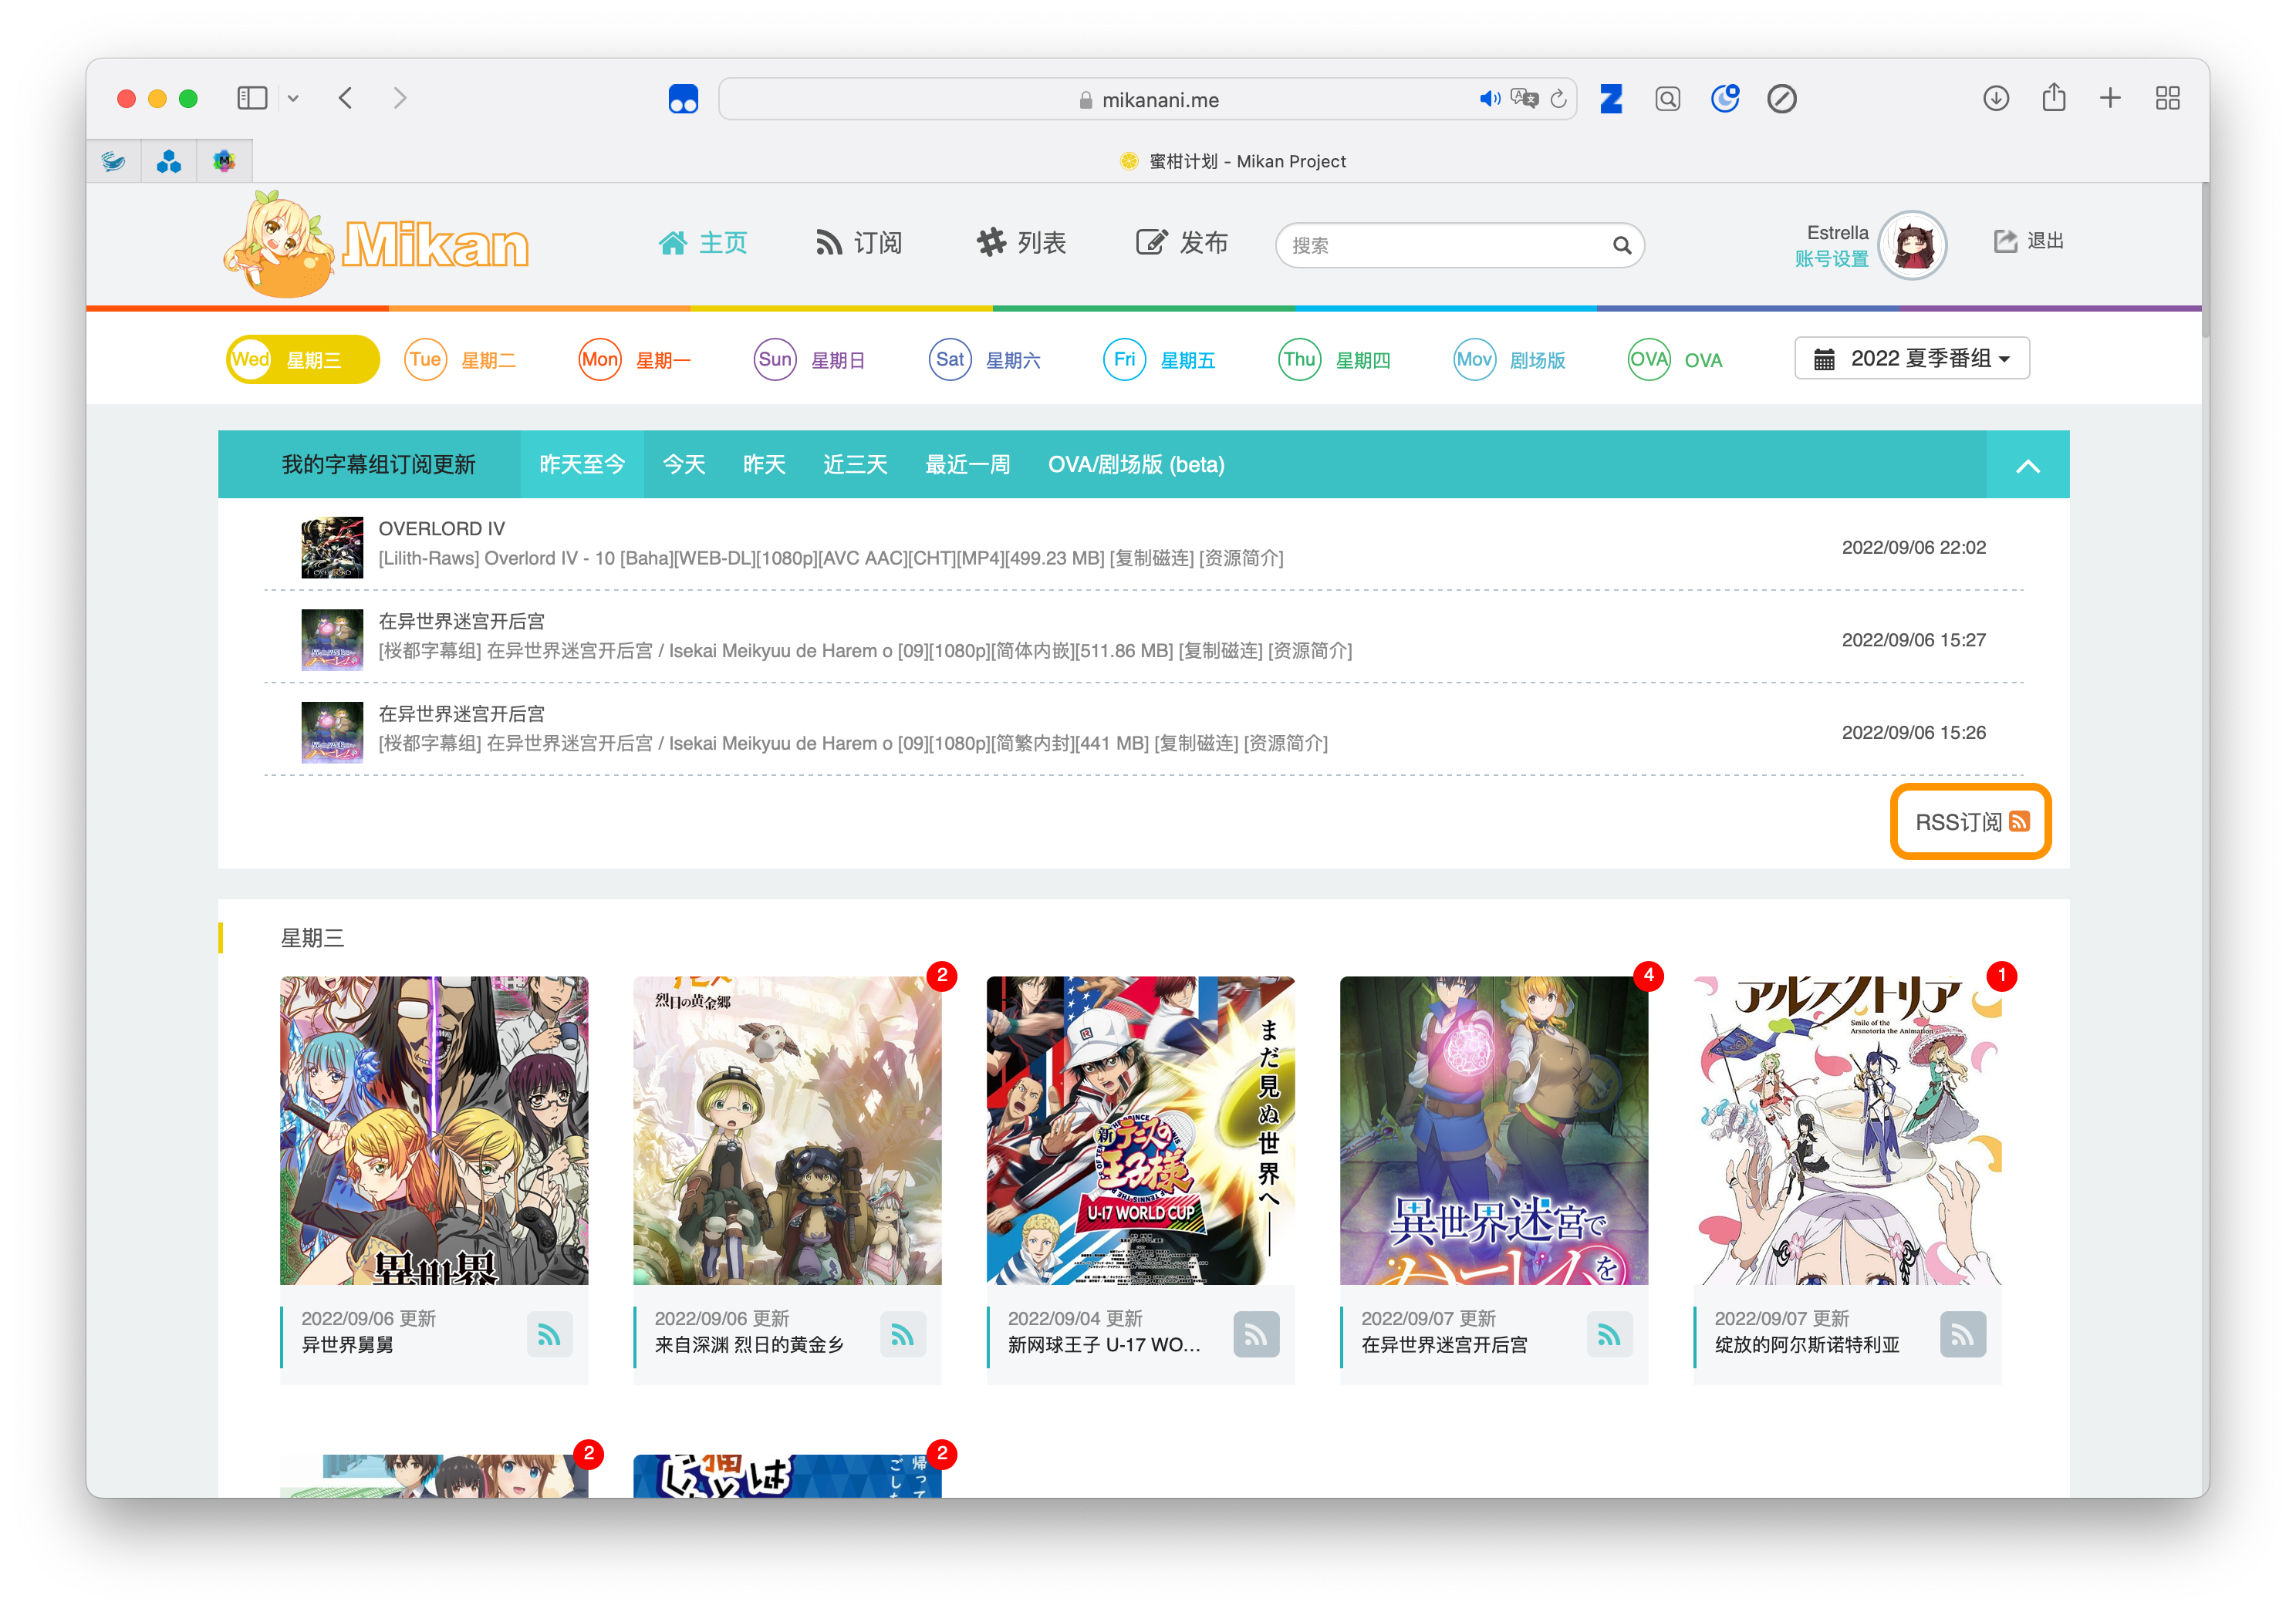 mikanani.me
蜜柑计划 - Mikan Project
Mikan
主页
订阅
列表
发布
搜索
Estrella
账号设置
退出
Wed 星期三
Tue 星期二
Mon 星期一
Sun 星期日
Sat 星期六
Fri 星期五
Thu 星期四
Mov 剧场版
OVA OVA
2022 夏季番组
我的字幕组订阅更新
昨天至今
今天
昨天
近三天
最近一周
OVA/剧场版 (beta)
OVERLORD IV
[Lilith-Raws] Overlord IV - 10 [Baha][WEB-DL][1080p][AVC AAC][CHT][MP4][499.23 MB] [复制磁连] [资源简介]
2022/09/06 22:02
在异世界迷宫开后宫
[桜都字幕组] 在异世界迷宫开后宫 / Isekai Meikyuu de Harem o [09][1080p][简体内嵌][511.86 MB] [复制磁连] [资源简介]
2022/09/06 15:27
在异世界迷宫开后宫
[桜都字幕组] 在异世界迷宫开后宫 / Isekai Meikyuu de Harem o [09][1080p][简繁内封][441 MB] [复制磁连] [资源简介]
2022/09/06 15:26
RSS订阅
星期三
異世界
2022/09/06 更新
异世界舅舅
2
烈日の黄金郷
2022/09/06 更新
来自深渊 烈日的黄金乡
まだ見ぬ世界へ——
新テニスの
王子様
U-17 WORLD CUP
2022/09/04 更新
新网球王子 U-17 WO...
4
異世界迷宮で
ハーレムを
2022/09/07 更新
在异世界迷宫开后宫
1
アルスノトリア
Smile of the
Arsnotoria the Animation
2022/09/07 更新
绽放的阿尔斯诺特利亚
2
2